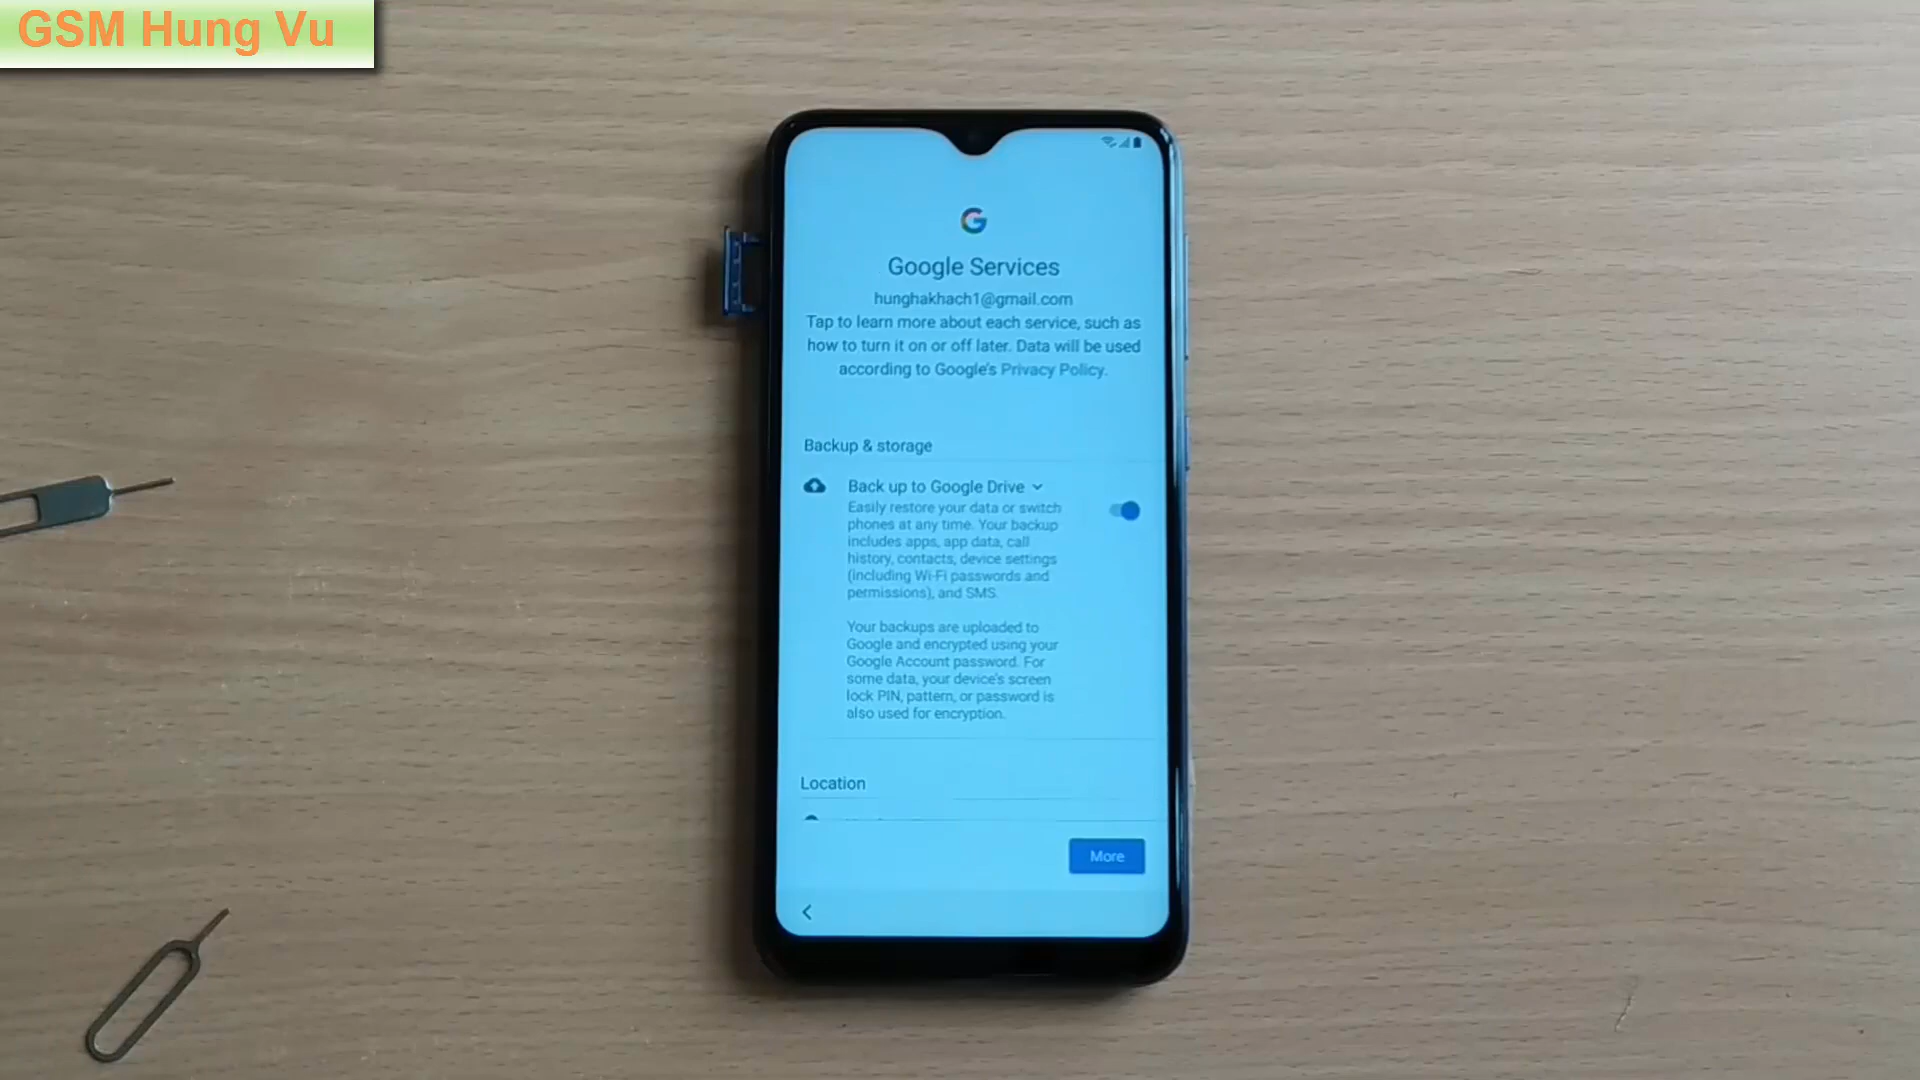 GSM Hung Vu
G
Google Services
hunghakhach1@gmail.com
Tap to learn more about each service, such as
how to turn it on or off later. Data will be used
according to Google's Privacy Policy.
Backup & storage
Back up to Google Drive
Easily restore your data or switch
phones at any time. Your backup
includes apps, app data, call
history, contacts, device settings
(including Wi-Fi passwords and
permissions), and SMS.
Your backups are uploaded to
Google and encrypted using your
Google Account password. For
some data, your device's screen
lock PIN, pattern, or password is
also used for encryption.
Location
More